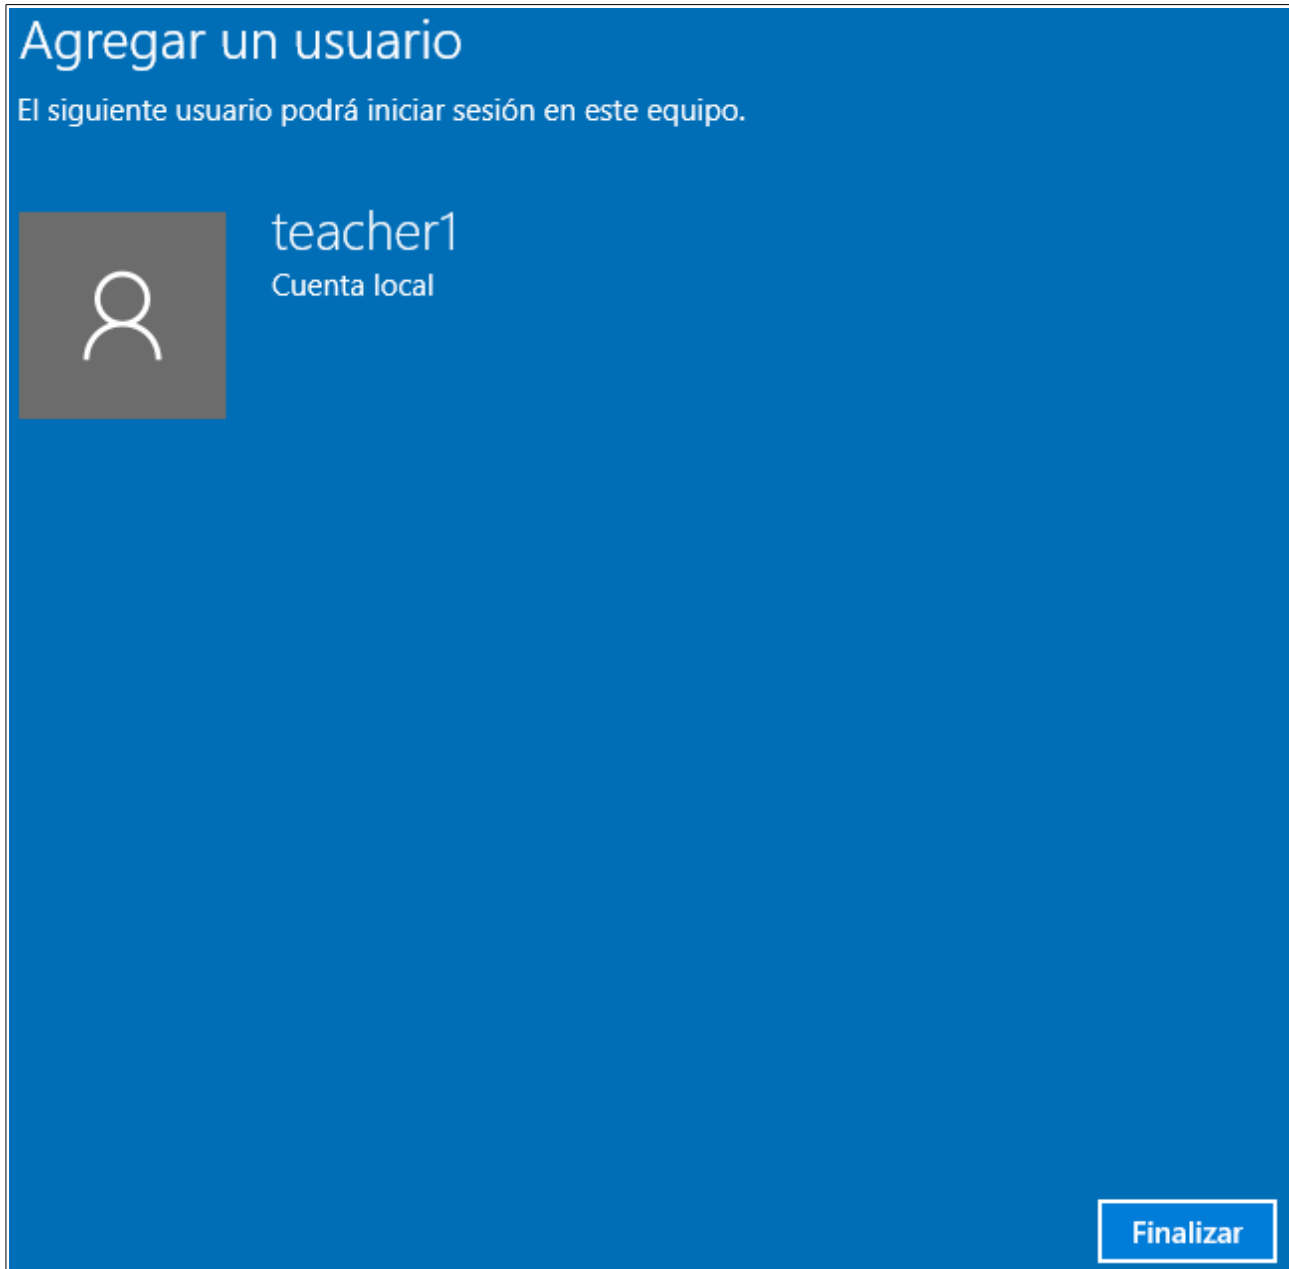 Agregar un usuario
El siguiente usuario podrá iniciar sesión en este equipo.
teacher1
Cuenta local
Finalizar